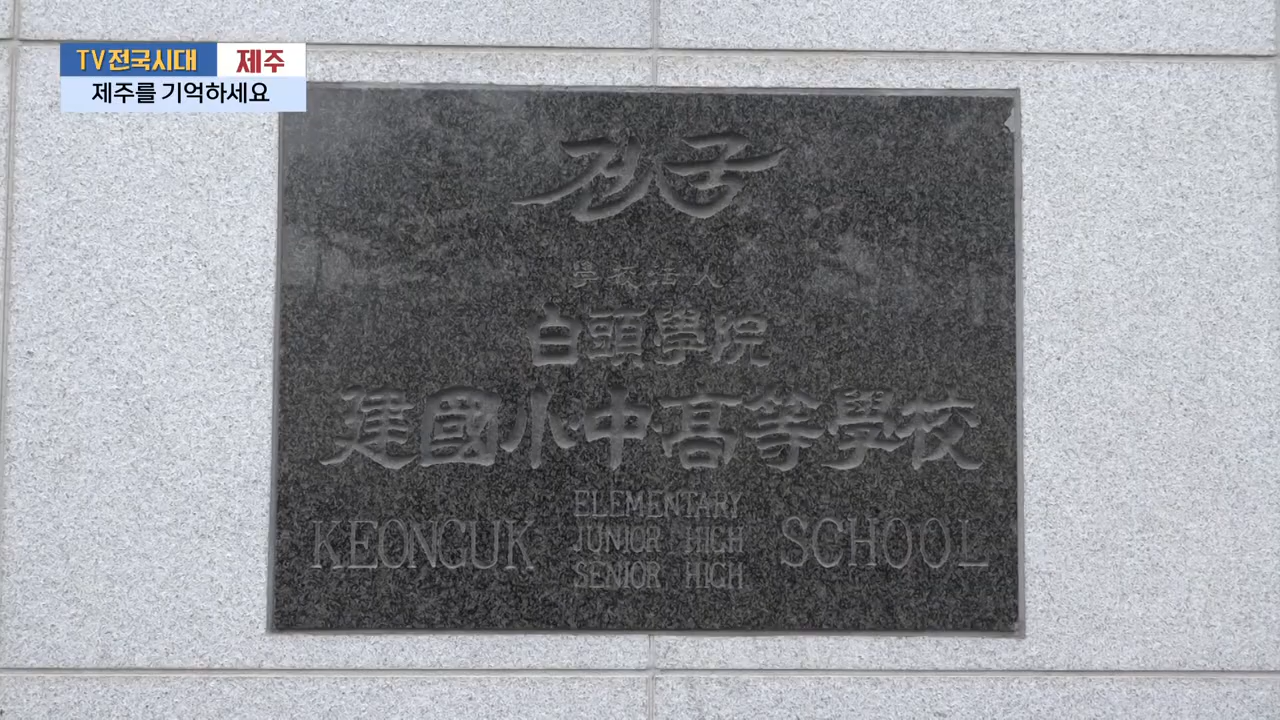 TV전국시대 제주
제주를 기억하세요
건국
學校法人
白頭學院
建國小中高等學校
KEONGUK ELEMENTARY JUNIOR HIGH SENIOR HIGH SCHOOL